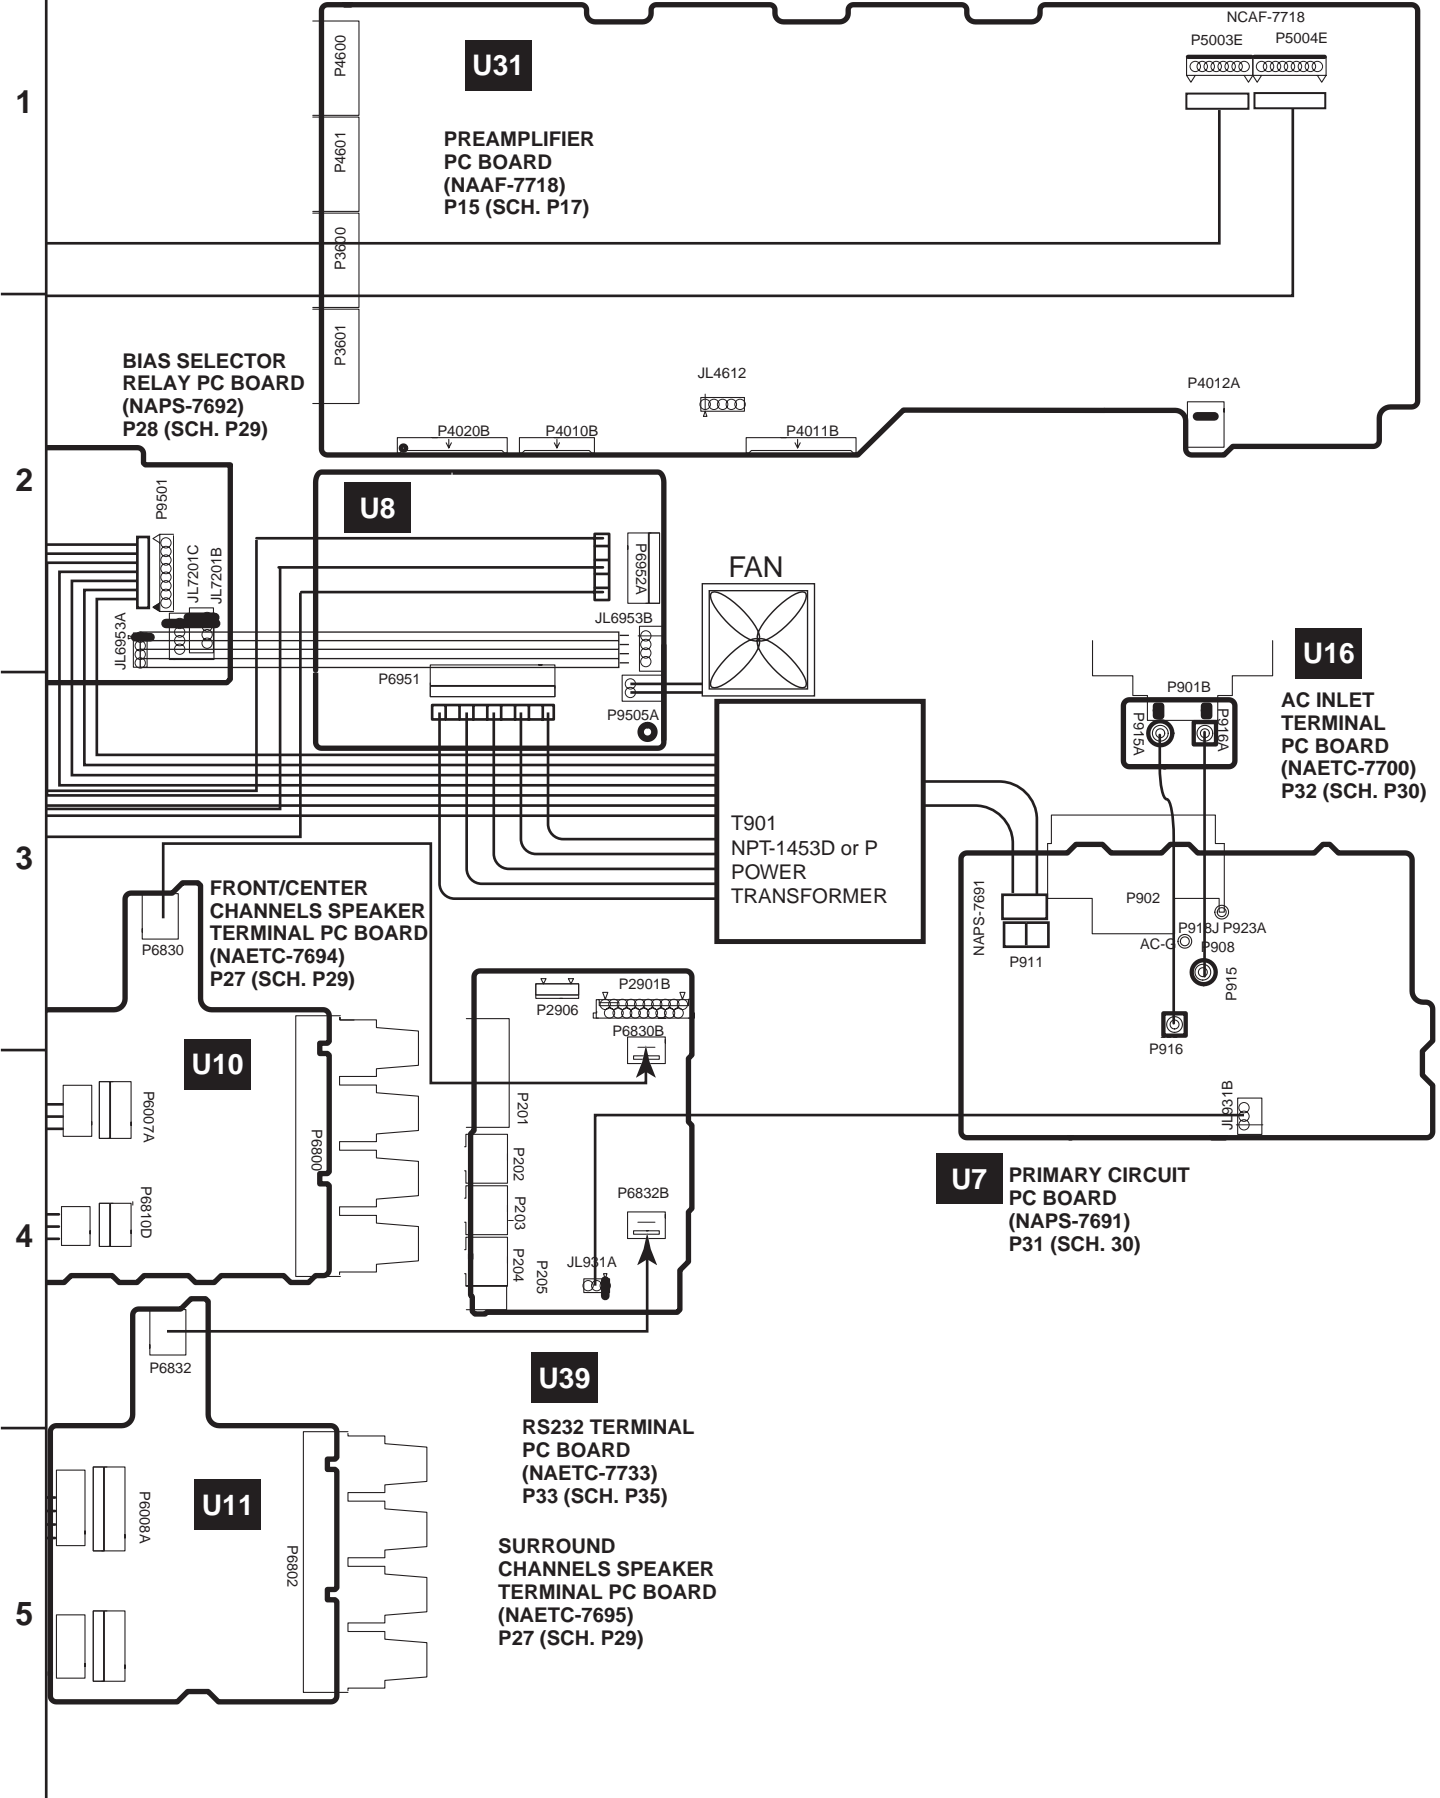 1
2
3
4
5
NCAF-7718
P5003E
P5004E
U31
PREAMPLIFIER
PC BOARD
(NAAF-7718)
P15 (SCH. P17)
P4600
P4601
P3600
P3601
JL4612
P4012A
P4020B
P4010B
P4011B
BIAS SELECTOR
RELAY PC BOARD
(NAPS-7692)
P28 (SCH. P29)
P9501
JL7201C
JL7201B
JL6953A
U8
P6952A
JL6953B
P6951
P9505A
FAN
U16
AC INLET
TERMINAL
PC BOARD
(NAETC-7700)
P32 (SCH. P30)
P901B
P915A
P916A
T901
NPT-1453D or P
POWER
TRANSFORMER
NAPS-7691
P911
P902
P918J
P923A
AC-G
P908
P915
P916
JL931B
U7
PRIMARY CIRCUIT
PC BOARD
(NAPS-7691)
P31 (SCH. 30)
FRONT/CENTER
CHANNELS SPEAKER
TERMINAL PC BOARD
(NAETC-7694)
P27 (SCH. P29)
P6830
U10
P6007A
P6810D
P6800
P2906
P2901B
P6830B
P201
P202
P203
P204
P205
P6832B
JL931A
U39
RS232 TERMINAL
PC BOARD
(NAETC-7733)
P33 (SCH. P35)
P6832
U11
P6008A
P6802
SURROUND
CHANNELS SPEAKER
TERMINAL PC BOARD
(NAETC-7695)
P27 (SCH. P29)